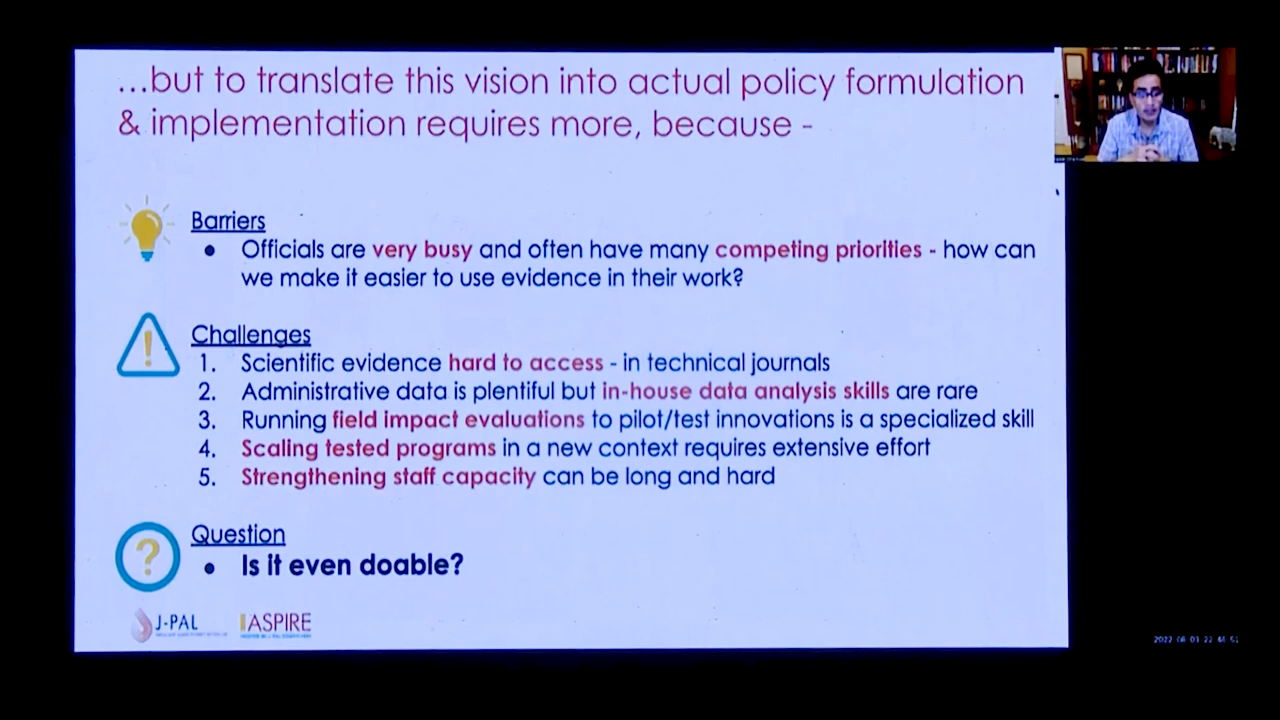 ...but to translate this vision into actual policy formulation
& implementation requires more, because -
Barriers
● Officials are very busy and often have many competing priorities - how can
we make it easier to use evidence in their work?
Challenges
1. Scientific evidence hard to access - in technical journals
2. Administrative data is plentiful but in-house data analysis skills are rare
3. Running field impact evaluations to pilot/test innovations is a specialized skill
4. Scaling tested programs in a new context requires extensive effort
5. Strengthening staff capacity can be long and hard
Question
● Is it even doable?
J-PAL
ASPIRE